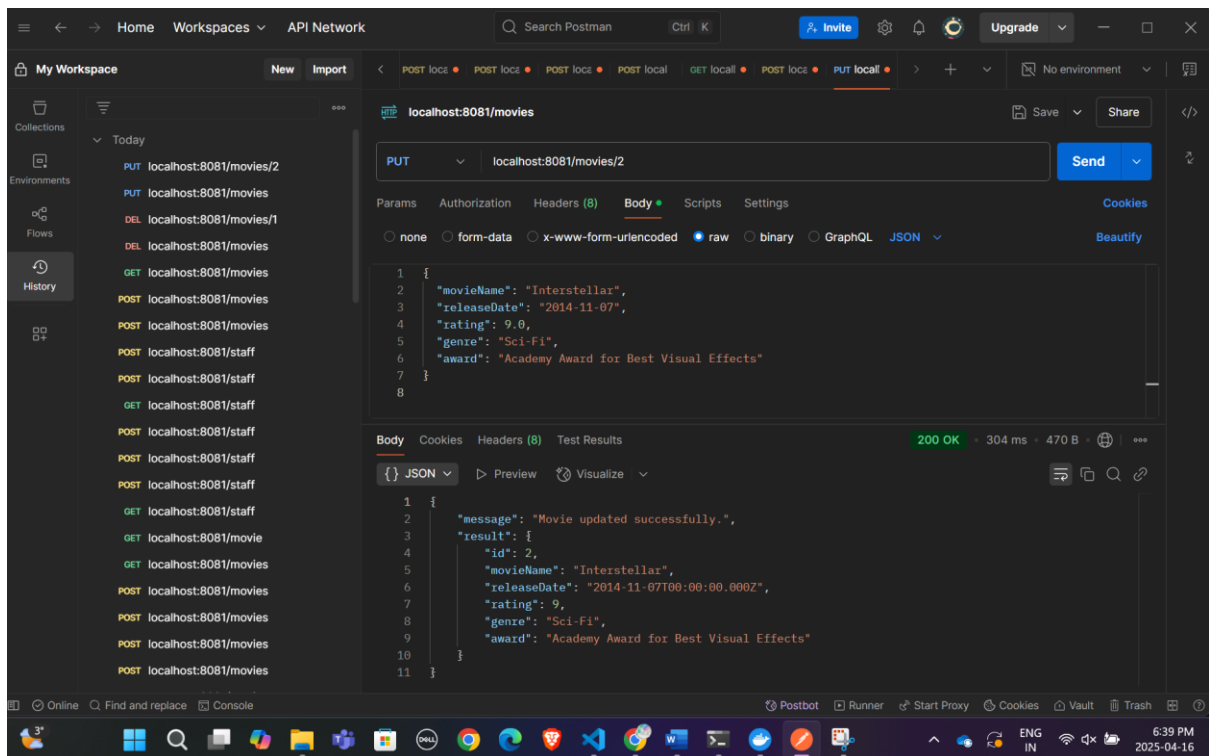 Home Workspaces API Network Search Postman Ctrl K Invite Upgrade
My Workspace New Import POST loca POST loca POST loca POST local GET locall POST loca PUT locall No environment
Collections
Environments
Flows
History
Today
PUT localhost:8081/movies/2
PUT localhost:8081/movies
DEL localhost:8081/movies/1
DEL localhost:8081/movies
GET localhost:8081/movies
POST localhost:8081/movies
POST localhost:8081/movies
POST localhost:8081/staff
POST localhost:8081/staff
GET localhost:8081/staff
POST localhost:8081/staff
POST localhost:8081/staff
POST localhost:8081/staff
GET localhost:8081/staff
GET localhost:8081/movie
GET localhost:8081/movies
POST localhost:8081/movies
POST localhost:8081/movies
POST localhost:8081/movies
POST localhost:8081/movies
HTTP localhost:8081/movies Save Share
PUT localhost:8081/movies/2 Send
Params Authorization Headers (8) Body Scripts Settings Cookies
none form-data x-www-form-urlencoded raw binary GraphQL JSON Beautify
1 {
2 "movieName": "Interstellar",
3 "releaseDate": "2014-11-07",
4 "rating": 9.0,
5 "genre": "Sci-Fi",
6 "award": "Academy Award for Best Visual Effects"
7 }
8
Body Cookies Headers (8) Test Results 200 OK 304 ms 470 B
{} JSON Preview Visualize
1 {
2 "message": "Movie updated successfully.",
3 "result": {
4 "id": 2,
5 "movieName": "Interstellar",
6 "releaseDate": "2014-11-07T00:00:00.000Z",
7 "rating": 9,
8 "genre": "Sci-Fi",
9 "award": "Academy Award for Best Visual Effects"
10 }
11 }
Online Find and replace Console Postbot Runner Start Proxy Cookies Vault Trash
3° DELL ENG 6:39 PM
IN 2025-04-16